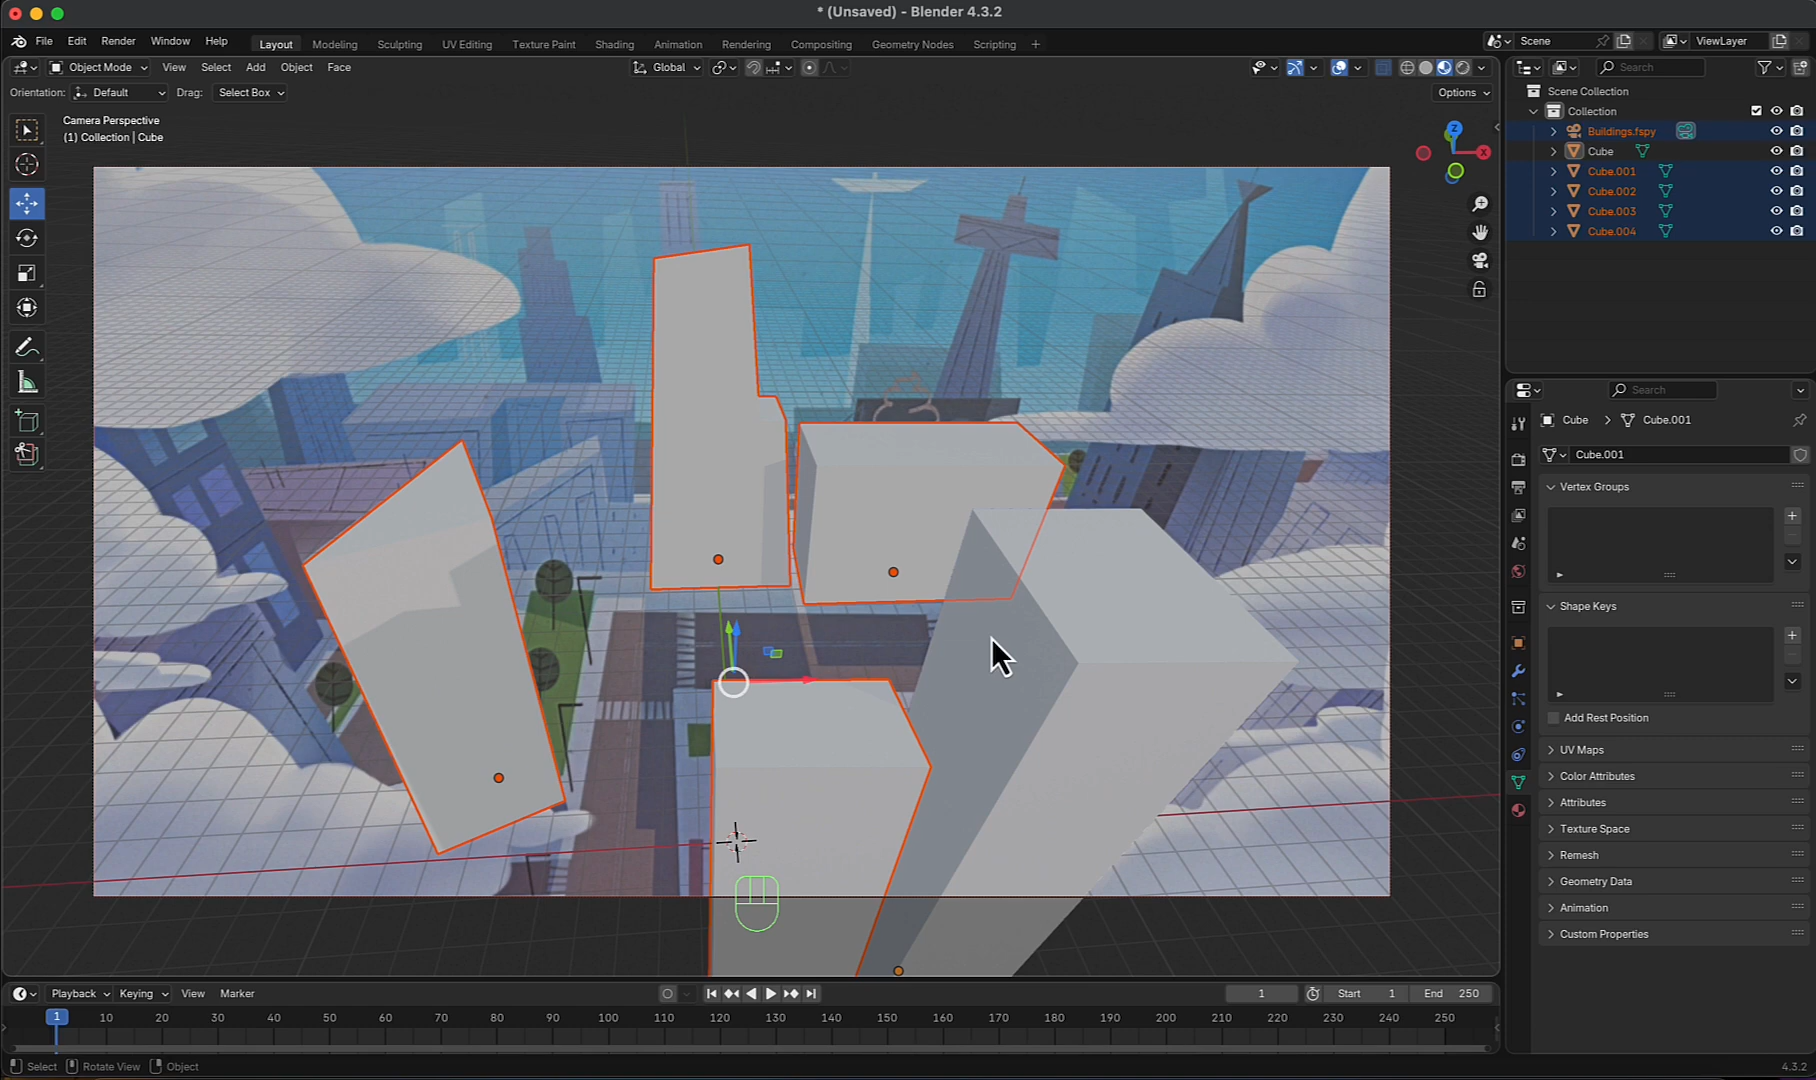 * (Unsaved) - Blender 4.3.2
File Edit Render Window Help
Layout Modeling Sculpting UV Editing Texture Paint Shading Animation Rendering Compositing Geometry Nodes Scripting +
Scene
ViewLayer
Object Mode View Select Add Object Face
Global
Search
Orientation: Default Drag: Select Box
Options
Scene Collection
Collection
Buildings.fspy
Cube
Cube.001
Cube.002
Cube.003
Cube.004
Camera Perspective
(1) Collection | Cube
Z
X
Search
Cube > Cube.001
Cube.001
Vertex Groups
Shape Keys
Add Rest Position
UV Maps
Color Attributes
Attributes
Texture Space
Remesh
Geometry Data
Animation
Custom Properties
Playback Keying View Marker
1
Start 1
End 250
1 10 20 30 40 50 60 70 80 90 100 110 120 130 140 150 160 170 180 190 200 210 220 230 240 250
Select Rotate View Object
4.3.2